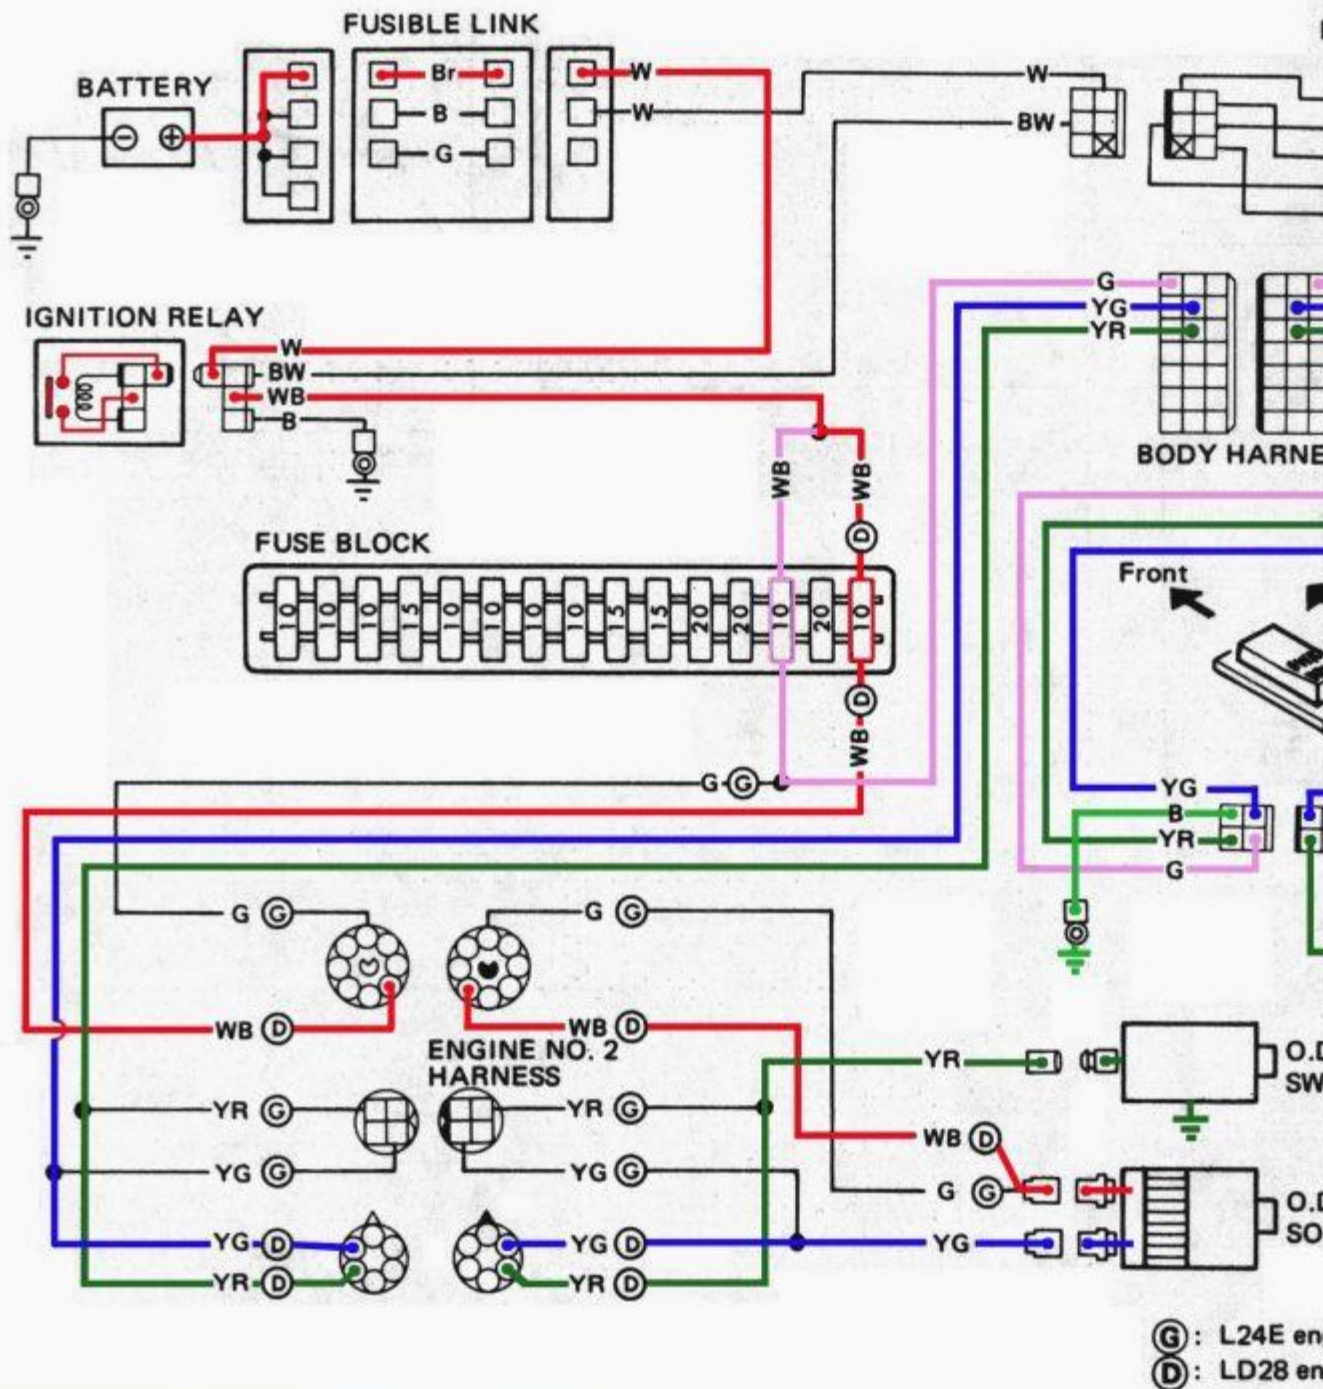 FUSIBLE LINK
BATTERY
Br
W
W
B
W
BW
G
G
YG
YR
IGNITION RELAY
W
BW
WB
B
BODY HARNE
WB
WB
D
FUSE BLOCK
Front
10
10
10
15
10
10
10
10
15
15
20
20
10
20
10
D
WB
G G
YG
B
YR
G
G G
G G
WB D
WB D
ENGINE NO. 2
HARNESS
YR
O.D
SW
YR G
YR G
WB D
YG G
YG G
G G
O.D
SO
YG D
YG D
YG
YR D
YR D
G : L24E en
D : LD28 en